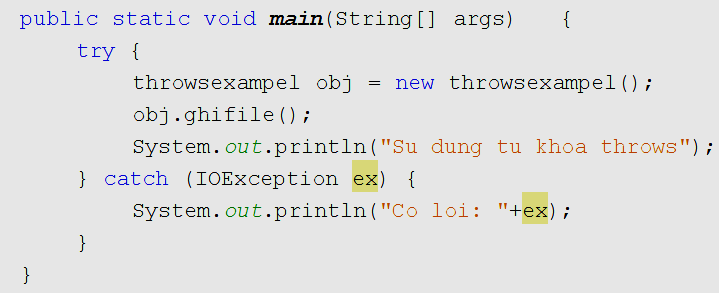 public static void main(String[] args)   {
try {
throwsexampel obj = new throwsexampel();
obj.ghifile();
System.out.println("Su dung tu khoa throws");
} catch (IOException ex) {
System.out.println("Co loi: "+ex);
}
}